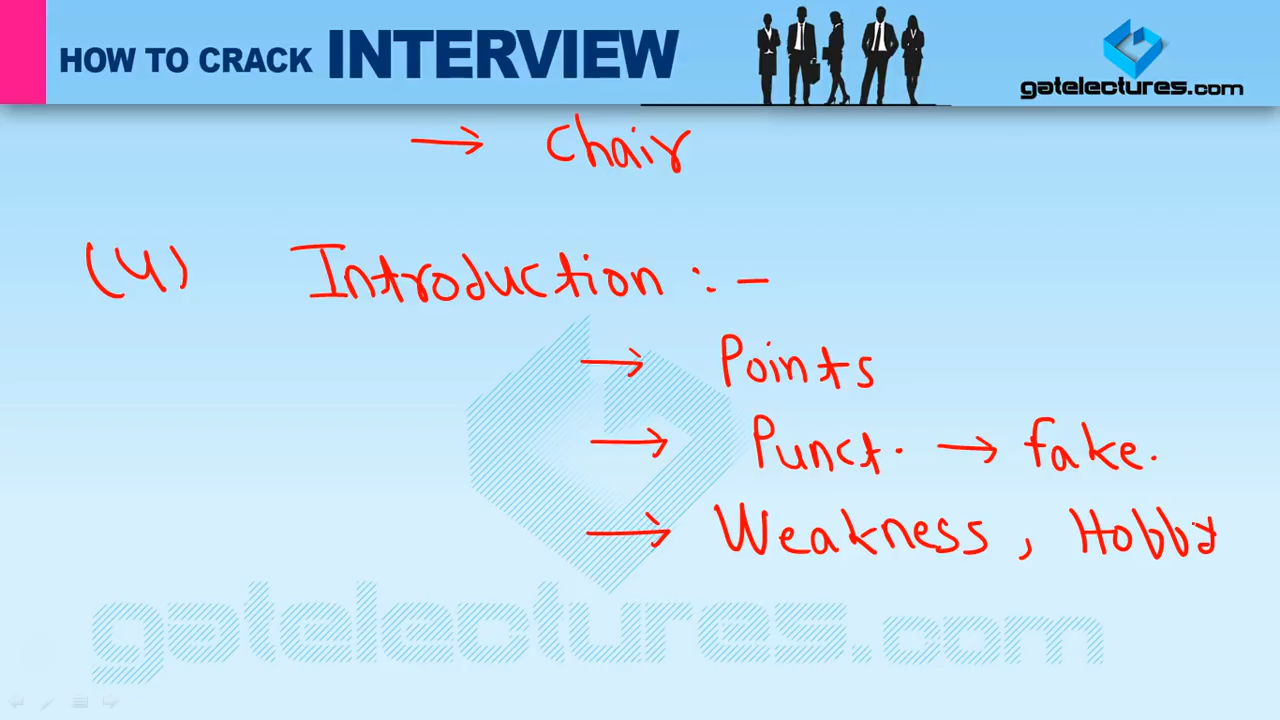 HOW TO CRACK INTERVIEW
gatelectures.com
→ Chair
(4) Introduction :-
→ Points
→ Punct. → fake.
→ Weakness, Hobby
gatelectures.com